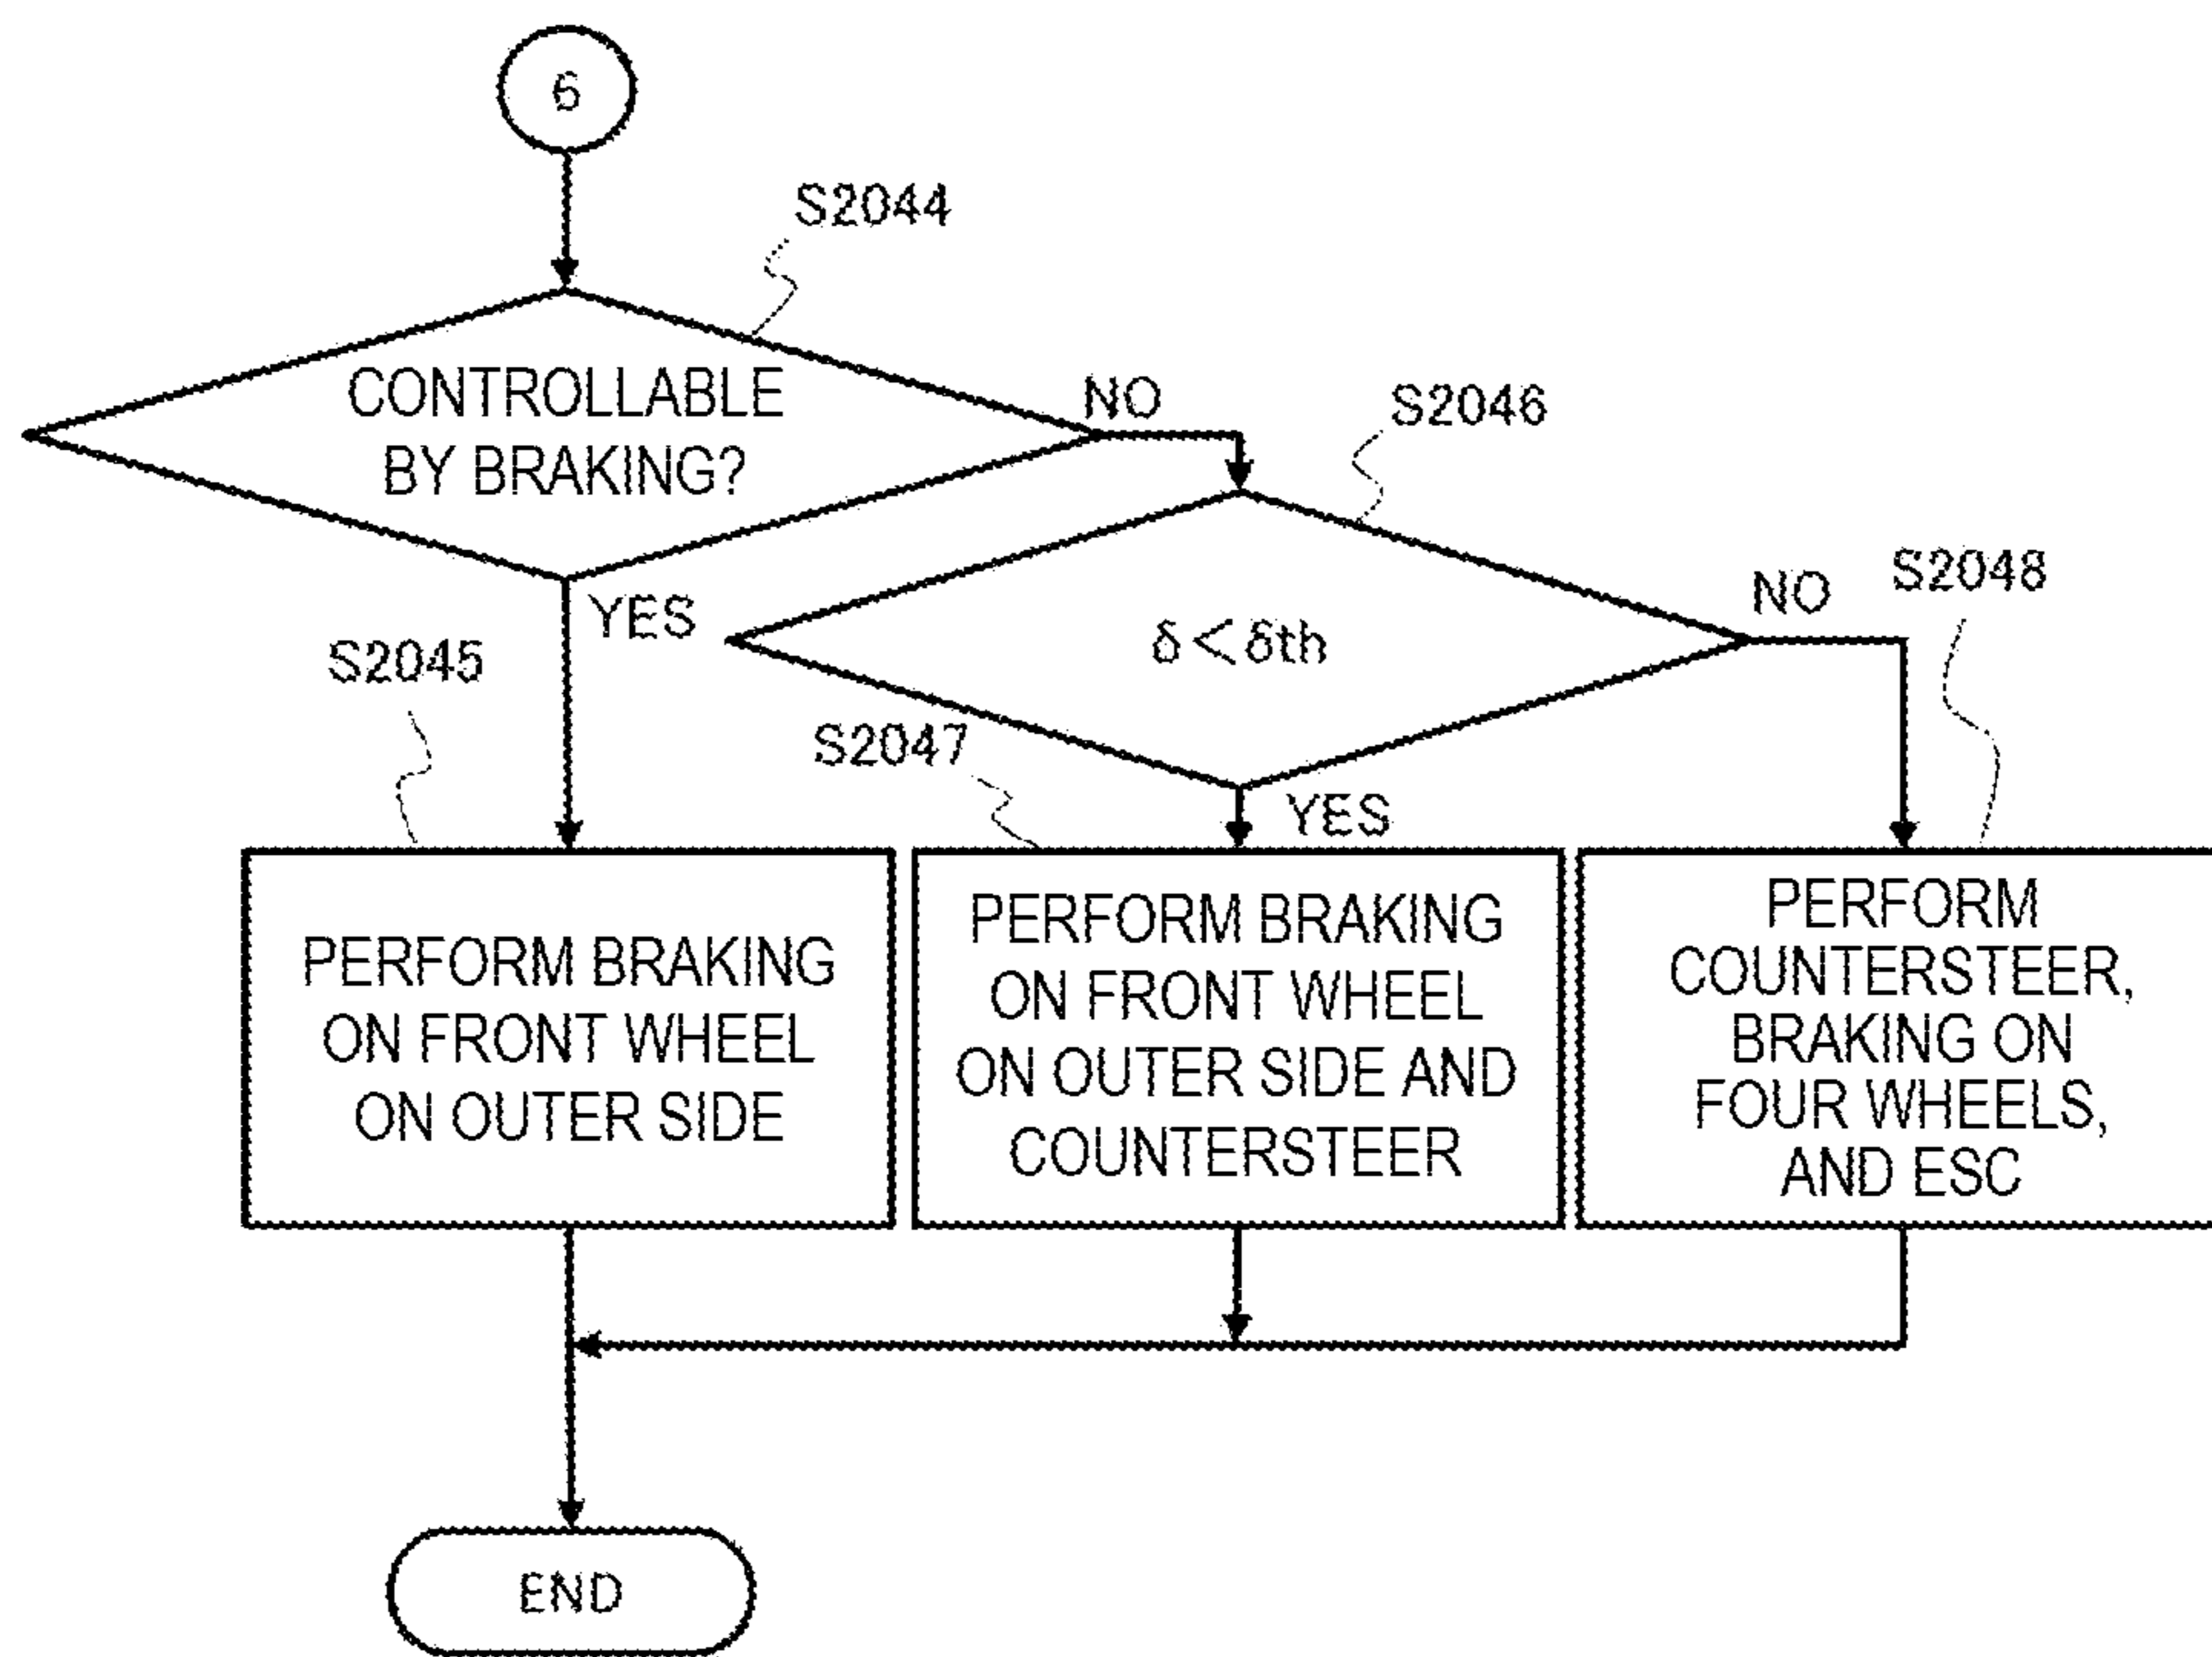 6
S2044
CONTROLLABLE
BY BRAKING?
NO
S2046
YES
δ<δth
NO
S2048
S2045
S2047
YES
PERFORM BRAKING
ON FRONT WHEEL
ON OUTER SIDE
PERFORM BRAKING
ON FRONT WHEEL
ON OUTER SIDE AND
COUNTERSTEER
PERFORM
COUNTERSTEER,
BRAKING ON
FOUR WHEELS,
AND ESC
END